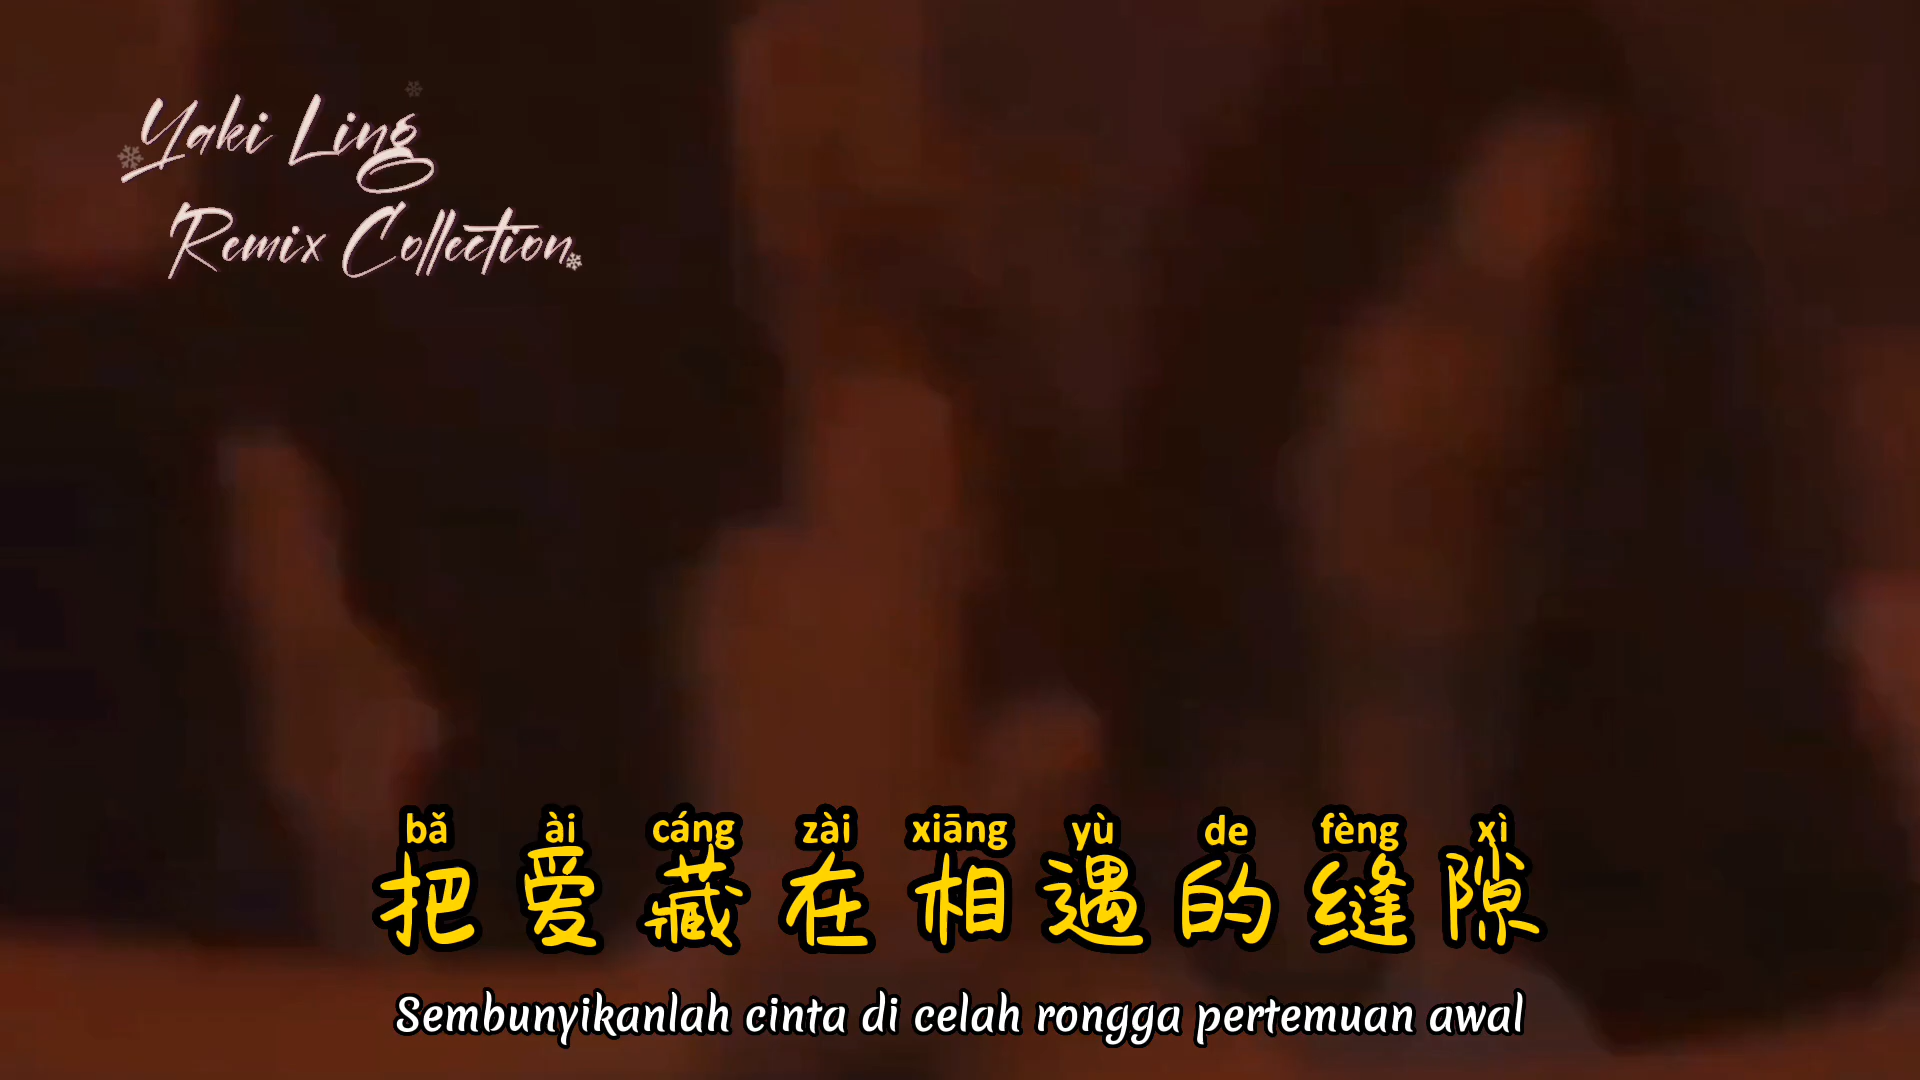 Yaki Ling
Remix Collection
bǎ ài cáng zài xiāng yù de fèng xì
把爱藏在相遇的缝隙
Sembunyikanlah cinta di celah rongga pertemuan awal